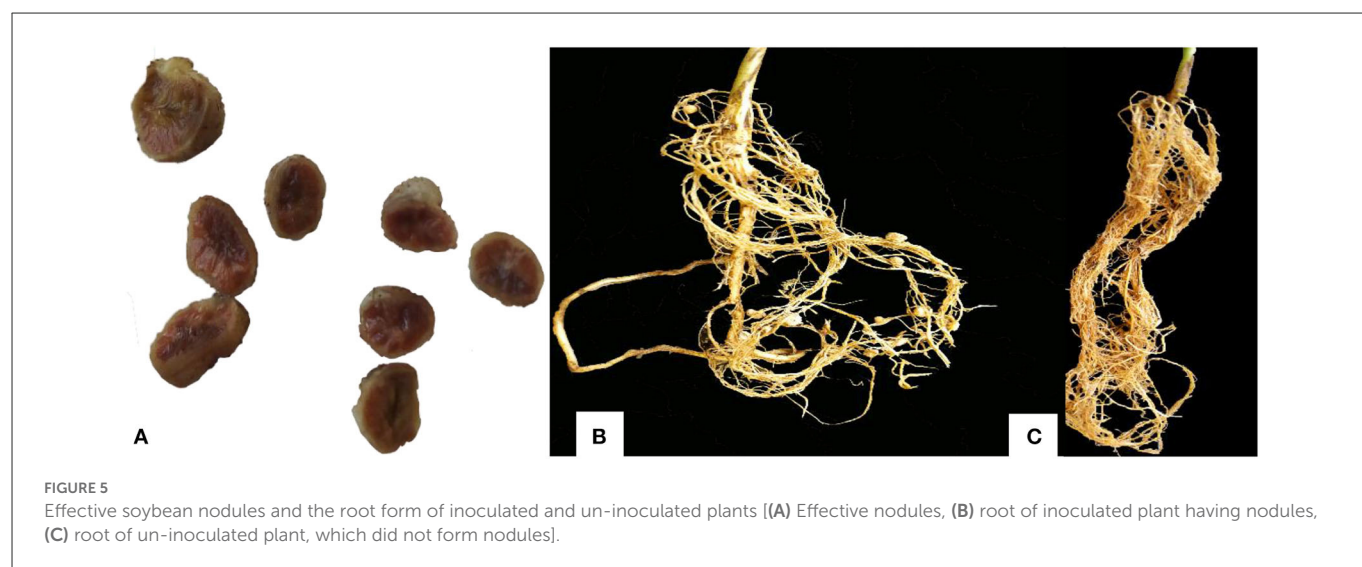 A
B
C
FIGURE 5
Effective soybean nodules and the root form of inoculated and un-inoculated plants [(A) Effective nodules, (B) root of inoculated plant having nodules,
(C) root of un-inoculated plant, which did not form nodules].